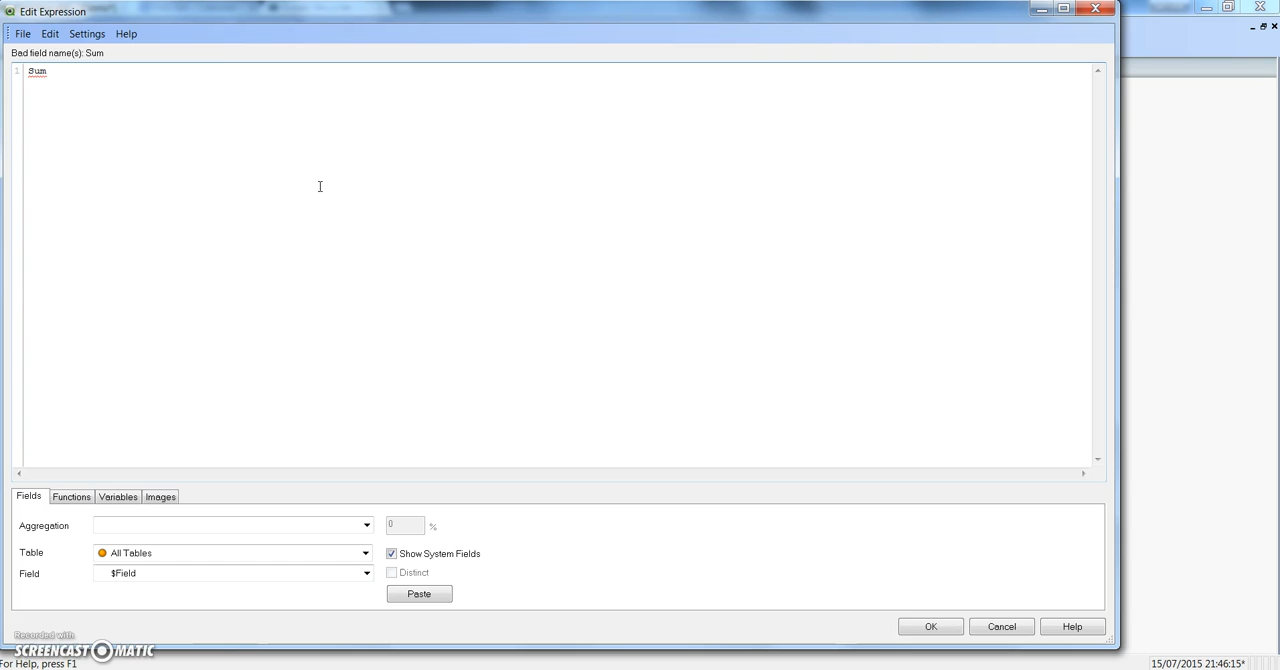 Edit Expression
File Edit Settings Help
Bad field name(s): Sum
1 Sum
Fields Functions Variables Images
Aggregation 0 %
Table All Tables Show System Fields
Field $Field Distinct
Paste
OK Cancel Help
Recorded with
SCREENCAST MATIC
For Help, press F1 15/07/2015 21:46:15*